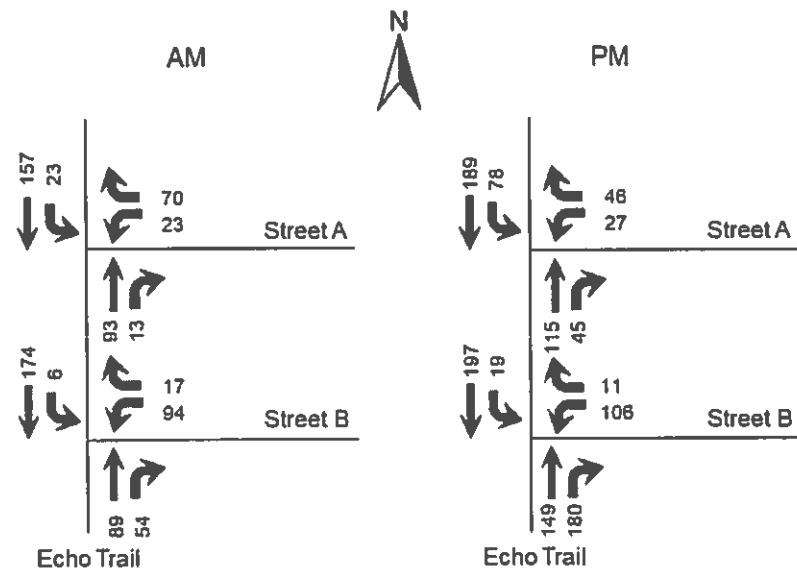 N
AM
PM
157
23
70
23
Street A
93
13
174
6
17
94
Street B
89
54
Echo Trail
189
78
46
27
Street A
115
45
197
19
11
106
Street B
149
180
Echo Trail